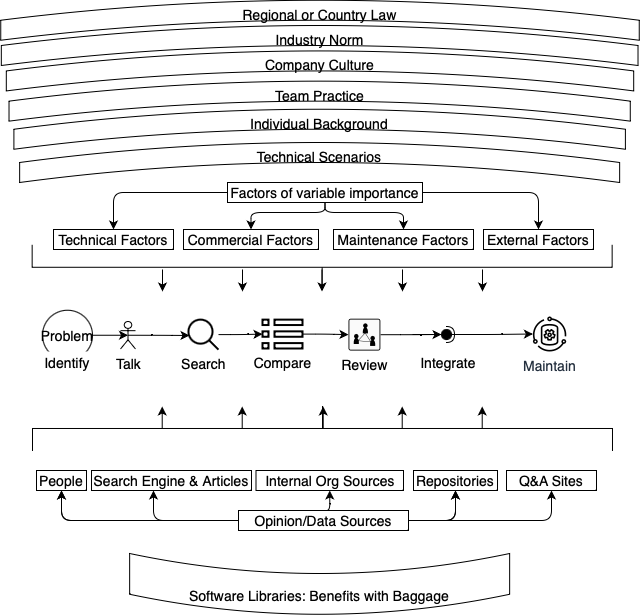 Regional or Country Law
Industry Norm
Company Culture
Team Practice
Individual Background
Technical Scenarios
Factors of variable importance
Technical Factors
Commercial Factors
Maintenance Factors
External Factors
Problem
Identify
Talk
Search
Compare
Review
Integrate
Maintain
People
Search Engine & Articles
Internal Org Sources
Repositories
Q&A Sites
Opinion/Data Sources
Software Libraries: Benefits with Baggage